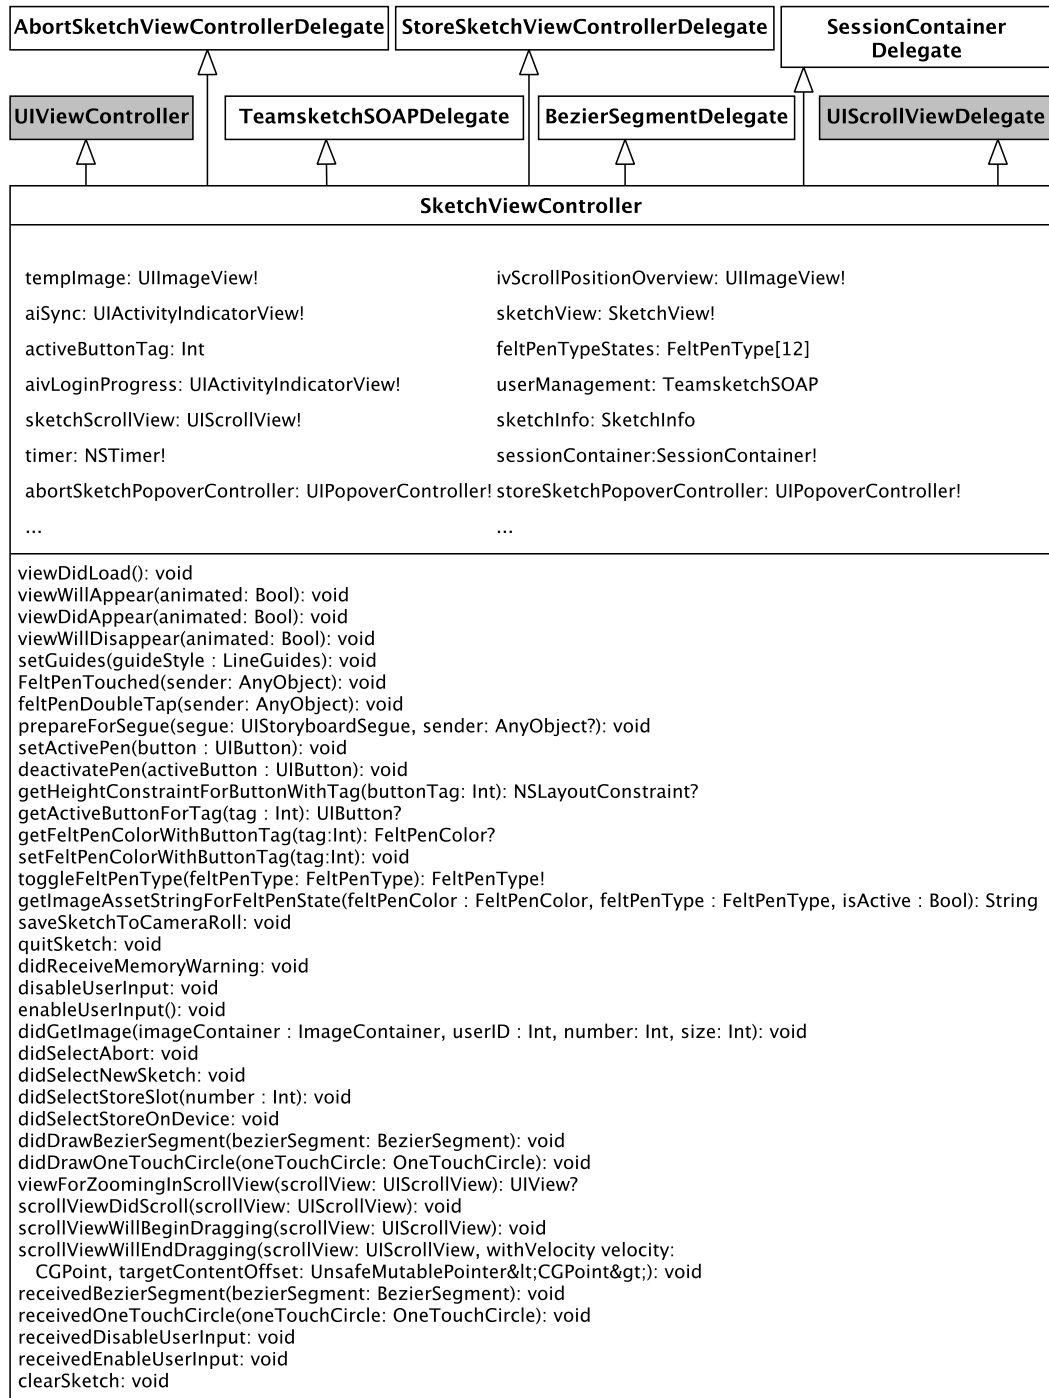 AbortSketchViewControllerDelegate
StoreSketchViewControllerDelegate
SessionContainer
Delegate
UIViewController
TeamsketchSOAPDelegate
BezierSegmentDelegate
UIScrollViewDelegate
SketchViewController
tempImage: UIImageView!
ivScrollPositionOverview: UIImageView!
aiSync: UIActivityIndicatorView!
sketchView: SketchView!
activeButtonTag: Int
feltPenTypeStates: FeltPenType[12]
aivLoginProgress: UIActivityIndicatorView!
userManagement: TeamsketchSOAP
sketchScrollView: UIScrollView!
sketchInfo: SketchInfo
timer: NSTimer!
sessionContainer:SessionContainer!
abortSketchPopoverController: UIPopoverController!
storeSketchPopoverController: UIPopoverController!
...
...
viewDidLoad(): void
viewWillAppear(animated: Bool): void
viewDidAppear(animated: Bool): void
viewWillDisappear(animated: Bool): void
setGuides(guideStyle : LineGuides): void
FeltPenTouched(sender: AnyObject): void
feltPenDoubleTap(sender: AnyObject): void
prepareForSegue(segue: UIStoryboardSegue, sender: AnyObject?): void
setActivePen(button : UIButton): void
deactivatePen(activeButton : UIButton): void
getHeightConstraintForButtonWithTag(buttonTag: Int): NSLayoutConstraint?
getActiveButtonForTag(tag : Int): UIButton?
getFeltPenColorWithButtonTag(tag:Int): FeltPenColor?
setFeltPenColorWithButtonTag(tag:Int): void
toggleFeltPenType(feltPenType: FeltPenType): FeltPenType!
getImageAssetStringForFeltPenState(feltPenColor : FeltPenColor, feltPenType : FeltPenType, isActive : Bool): String
saveSketchToCameraRoll: void
quitSketch: void
didReceiveMemoryWarning: void
disableUserInput: void
enableUserInput(): void
didGetImage(imageContainer : ImageContainer, userID : Int, number: Int, size: Int): void
didSelectAbort: void
didSelectNewSketch: void
didSelectStoreSlot(number : Int): void
didSelectStoreOnDevice: void
didDrawBezierSegment(bezierSegment: BezierSegment): void
didDrawOneTouchCircle(oneTouchCircle: OneTouchCircle): void
viewForZoomingInScrollView(scrollView: UIScrollView): UIView?
scrollViewDidScroll(scrollView: UIScrollView): void
scrollViewWillBeginDragging(scrollView: UIScrollView): void
scrollViewWillEndDragging(scrollView: UIScrollView, withVelocity velocity:
CGPoint, targetContentOffset: UnsafeMutablePointer&lt;CGPoint&gt;): void
receivedBezierSegment(bezierSegment: BezierSegment): void
receivedOneTouchCircle(oneTouchCircle: OneTouchCircle): void
receivedDisableUserInput: void
receivedEnableUserInput: void
clearSketch: void